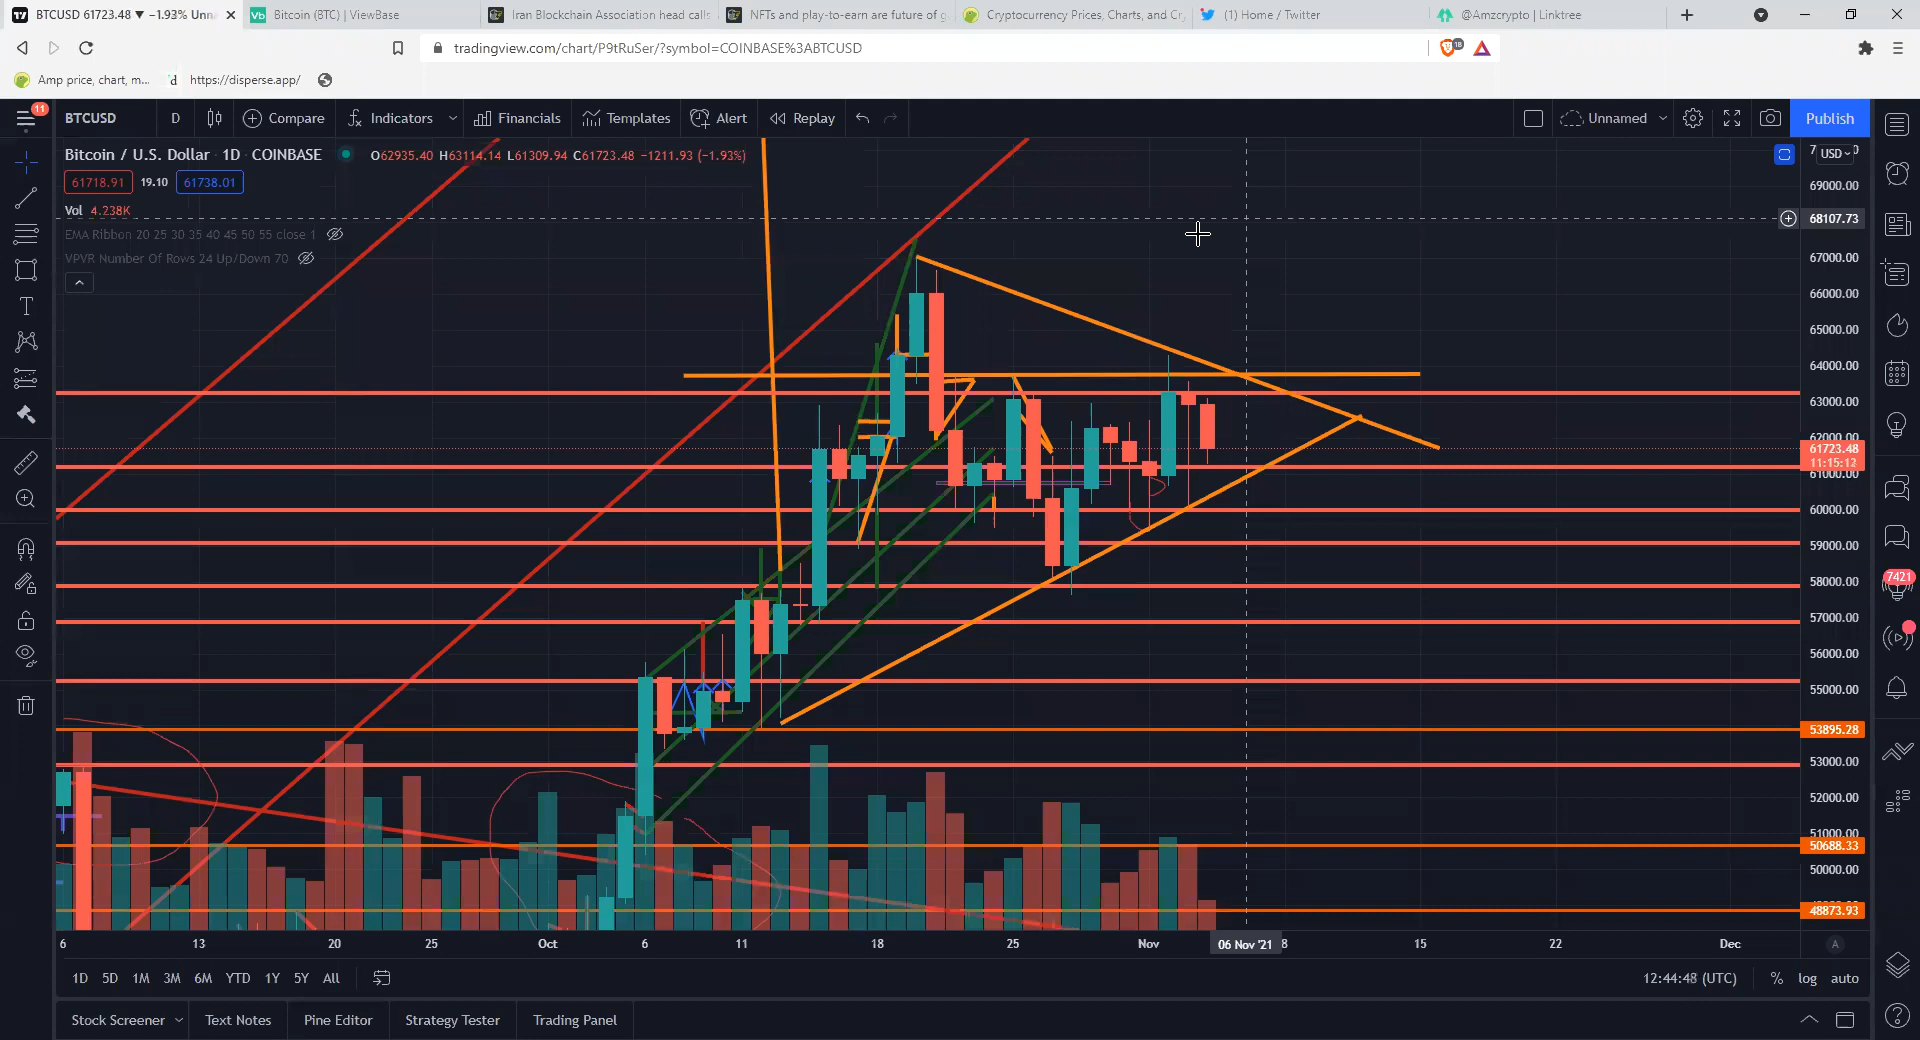 BTCUSD 61723.48 ▼ −1.93% Unna
Bitcoin (BTC) | ViewBase
Iran Blockchain Association head calls
NFTs and play-to-earn are future of g
Cryptocurrency Prices, Charts, and Cr
(1) Home / Twitter
@Amzcrypto | Linktree
tradingview.com/chart/P9tRuSer/?symbol=COINBASE%3ABTCUSD
18
Amp price, chart, m...
d https://disperse.app/
11
BTCUSD D Compare Indicators Financials Templates Alert Replay Unnamed Publish
Bitcoin / U.S. Dollar · 1D · COINBASE O62935.40 H63114.14 L61309.94 C61723.48 −1211.93 (−1.93%)
USD
61718.91 19.10 61738.01
Vol 4.238K
EMA Ribbon 20 25 30 35 40 45 50 55 close 1
VPVR Number Of Rows 24 Up/Down 70
69000.00
68107.73
67000.00
66000.00
65000.00
64000.00
63000.00
62000.00
61723.48
11:15:12
61000.00
60000.00
59000.00
58000.00
57000.00
56000.00
55000.00
53895.28
53000.00
52000.00
51000.00
50688.33
50000.00
48873.93
7421
6 13 20 25 Oct 6 11 18 25 Nov 06 Nov '21 8 15 22 Dec
A
1D 5D 1M 3M 6M YTD 1Y 5Y All
12:44:48 (UTC) % log auto
Stock Screener Text Notes Pine Editor Strategy Tester Trading Panel